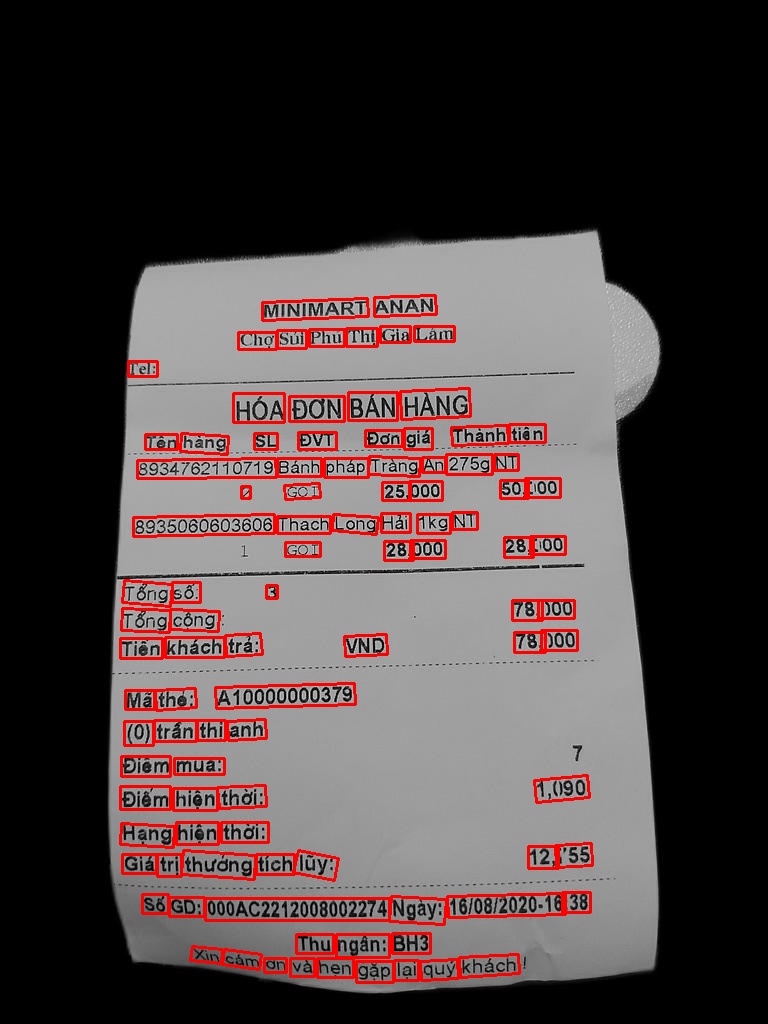 MINIMART ANAN
Chợ Sủi Phu Thị Gia Lâm
Tel:
HÓA ĐƠN BÁN HÀNG
Tên hàng SL ĐVT Đơn giá Thành tiền
8934762110719 Bánh pháp Tràng An 275g NT
2 GOI 25,000 50,000
8935060603606 Thach Long Hải 1kg NT
1 GOI 28,000 28,000
Tổng số: 3
Tổng cộng: 78,000
Tiền khách trả: VND 78,000
Mã thẻ: A10000000379
(0) trần thi anh
Điểm mua: 7
Điểm hiện thời: 1,090
Hạng hiện thời:
Giá trị thưởng tích lũy: 12,755
Số GD: 000AC2212008002274 Ngày: 16/08/2020-16:38
Thu ngân: BH3
Xin cảm ơn và hẹn gặp lại quý khách !